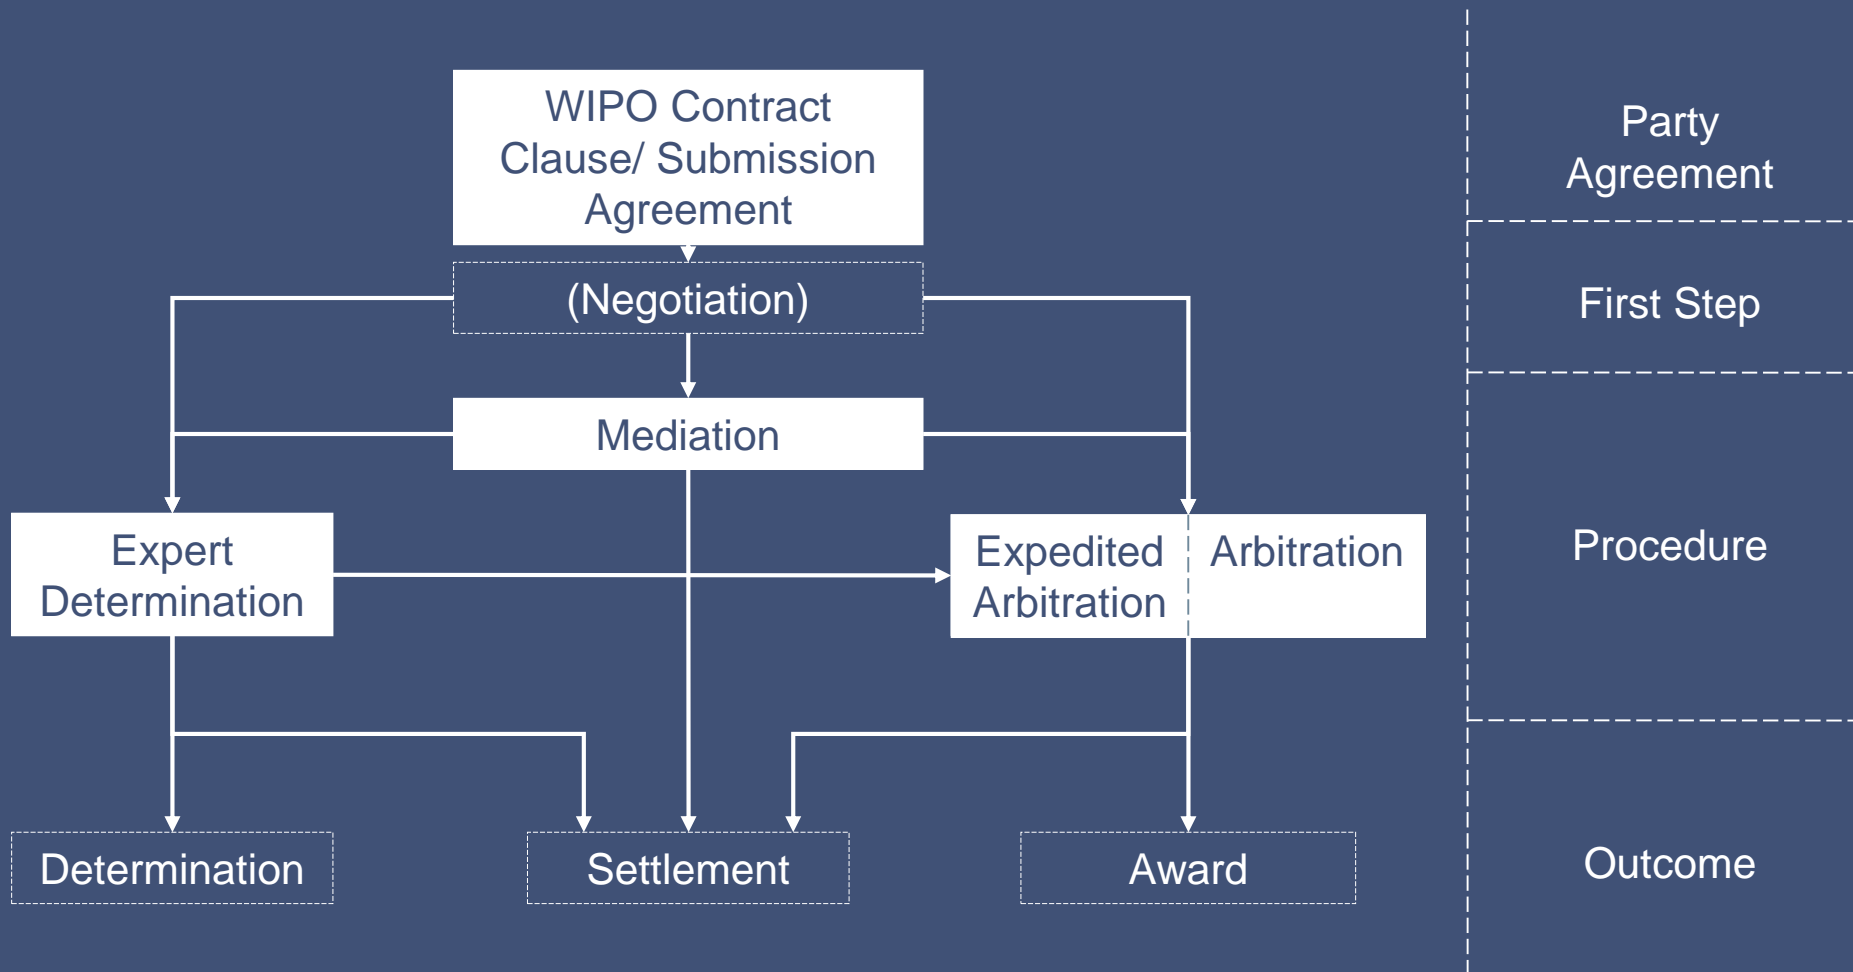 WIPO Contract
Clause/ Submission
Agreement
(Negotiation)
Mediation
Expert
Determination
Expedited
Arbitration
Arbitration
Determination
Settlement
Award
Party
Agreement
First Step
Procedure
Outcome